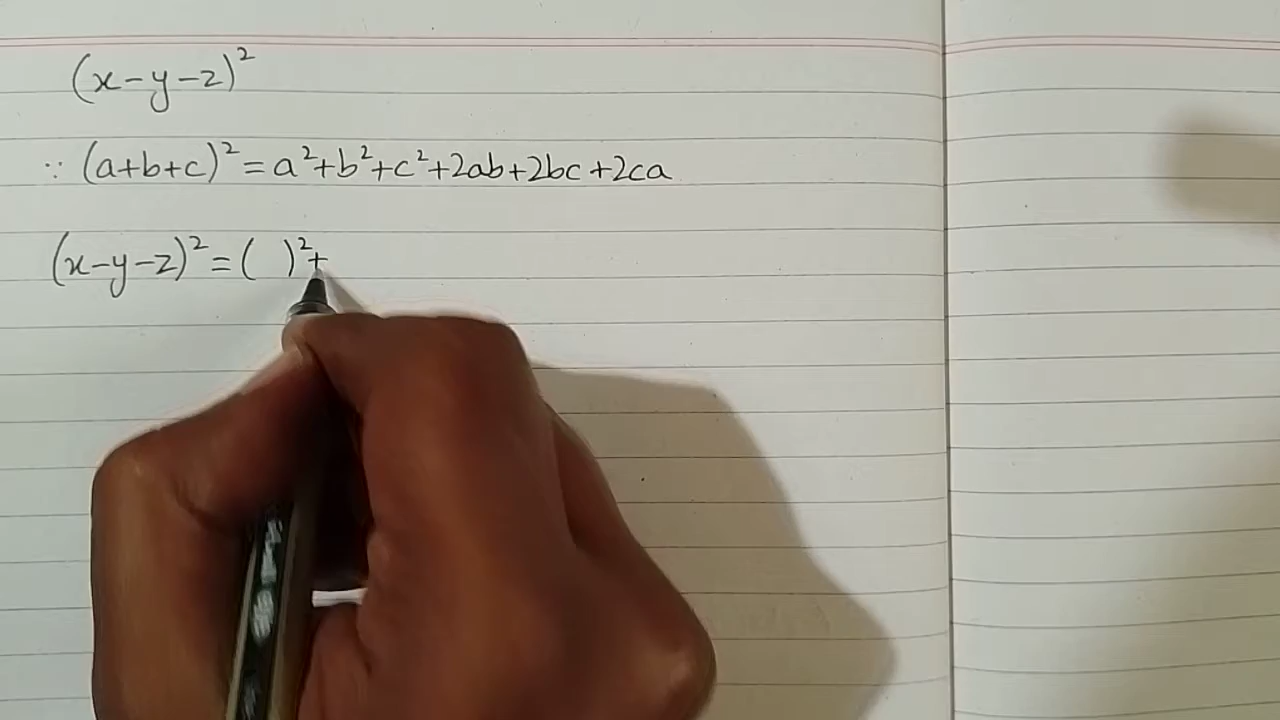 (x-y-z)²
∵ (a+b+c)² = a²+b²+c²+2ab+2bc+2ca
(x-y-z)² = ( )²+